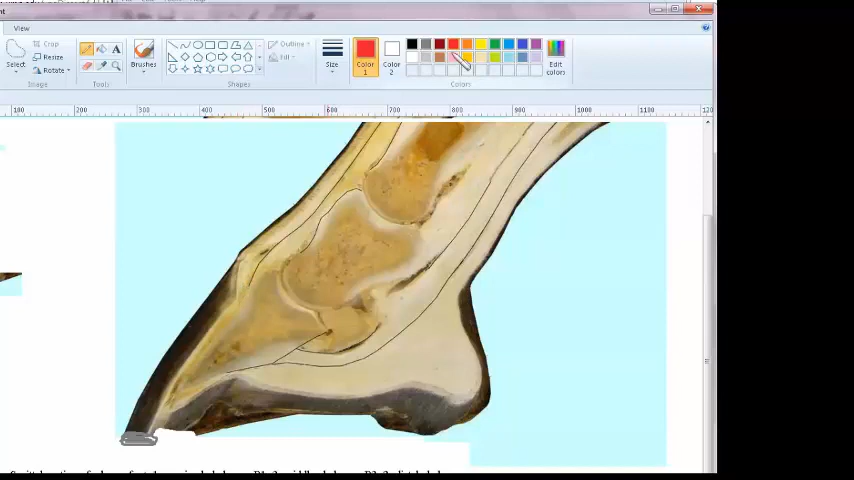 View
Crop
Resize
Rotate
Select
Image
Tools
Brushes
Shapes
Outline
Fill
Size
Color 1
Color 2
Edit colors
Colors
100 200 300 400 500 600 700 800 900 1000 1100 120